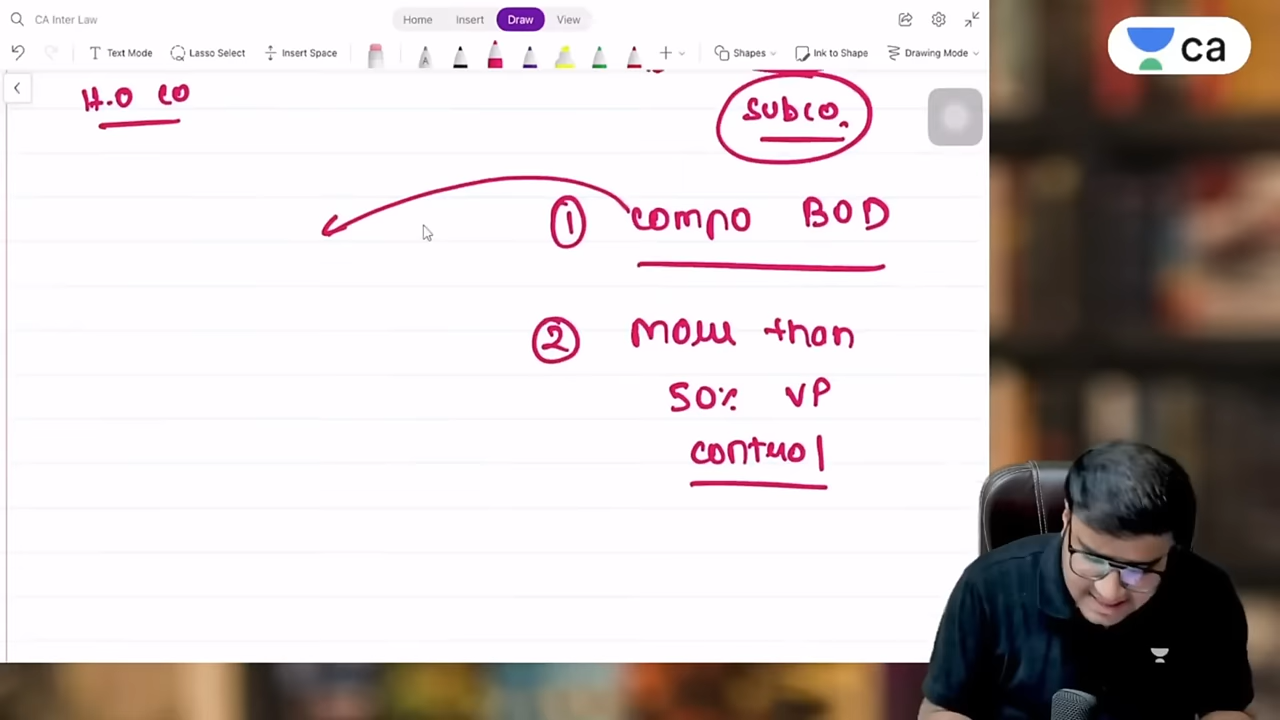 CA Inter Law
Home Insert Draw View
Text Mode Lasso Select Insert Space Shapes Ink to Shape Drawing Mode
ca
H.O CO
SUBCO.
① compo BOD
② more than
50% VP
control